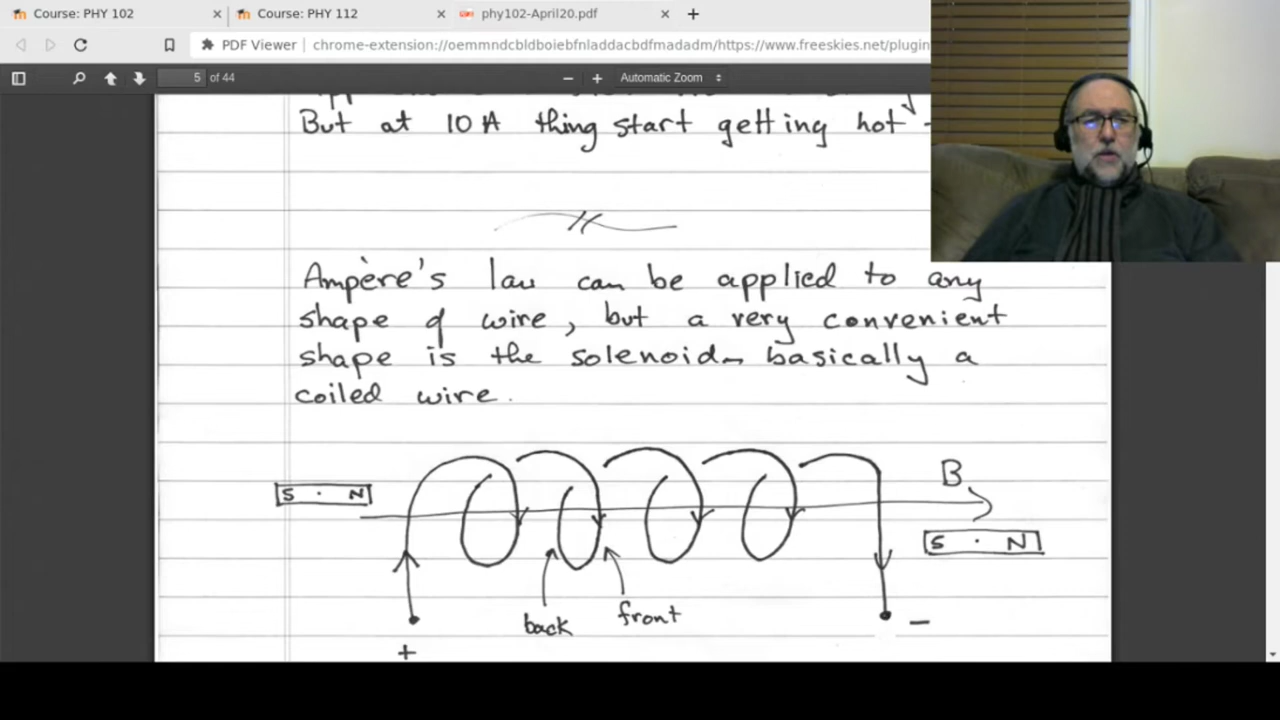 Course: PHY 102
Course: PHY 112
phy102-April20.pdf
PDF Viewer
chrome-extension://oemmndcbldboiebfnladdacbdfmadadm/https://www.freeskies.net/plugin
5 of 44
Automatic Zoom
But at 10 A thing start getting hot
Ampère's law can be applied to any
shape of wire, but a very convenient
shape is the solenoid basically a
coiled wire.
B
S · N
S · N
back
front
+
-